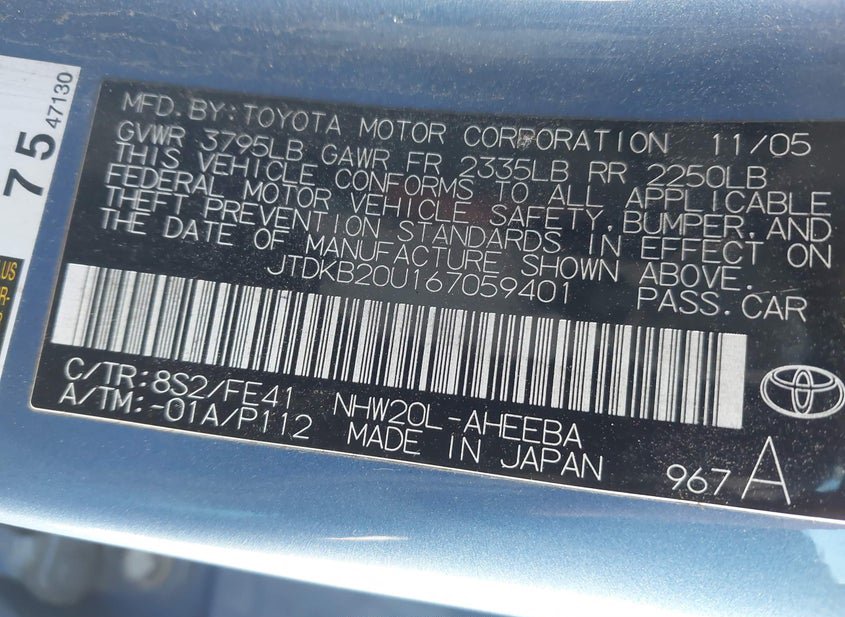 75 47130
MFD. BY: TOYOTA MOTOR CORPORATION 11/05
GVWR 3795LB GAWR FR 2335LB RR 2250LB
THIS VEHICLE CONFORMS TO ALL APPLICABLE
FEDERAL MOTOR VEHICLE SAFETY, BUMPER, AND
THEFT PREVENTION STANDARDS IN EFFECT ON
THE DATE OF MANUFACTURE SHOWN ABOVE.
JTDKB20U167059401 PASS. CAR
C/TR: 8S2/FE41 NHW20L-AHEEBA
A/TM: -01A/P112 MADE IN JAPAN
967 A